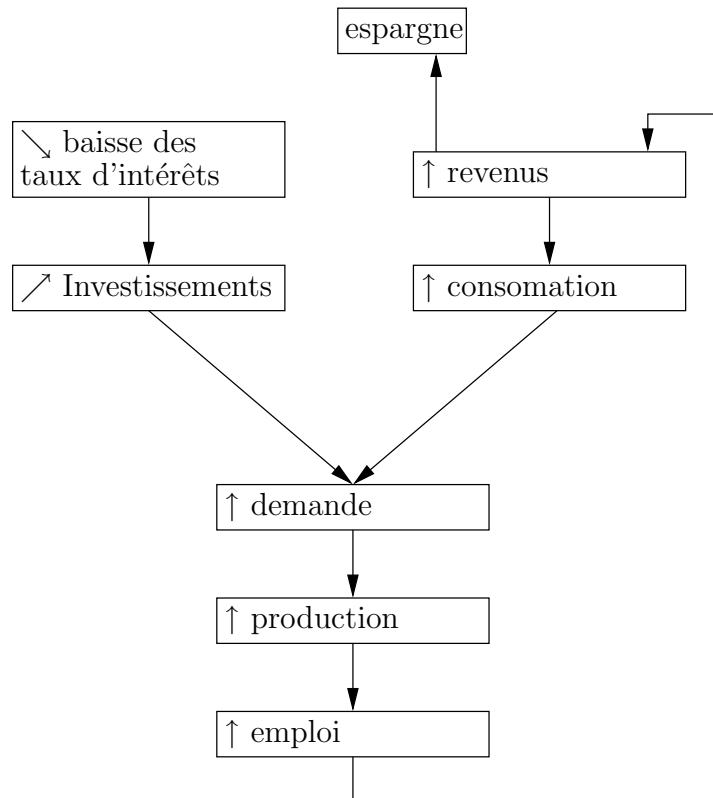 espargne
↘ baisse des
taux d'intérêts
↑ revenus
↗ Investissements
↑ consomation
↑ demande
↑ production
↑ emploi